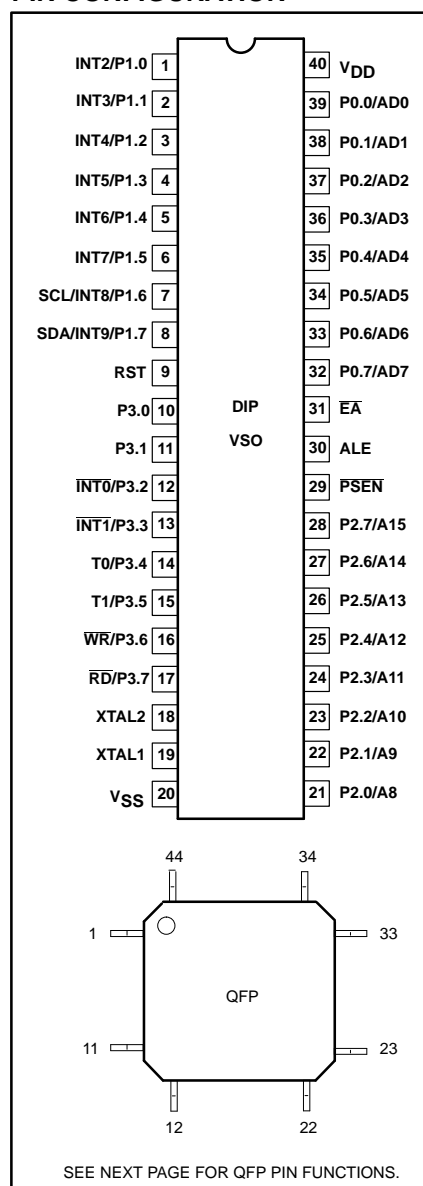 INT2/P1.0 1
40 VDD
INT3/P1.1 2
39 P0.0/AD0
INT4/P1.2 3
38 P0.1/AD1
INT5/P1.3 4
37 P0.2/AD2
INT6/P1.4 5
36 P0.3/AD3
INT7/P1.5 6
35 P0.4/AD4
SCL/INT8/P1.6 7
34 P0.5/AD5
SDA/INT9/P1.7 8
33 P0.6/AD6
RST 9
32 P0.7/AD7
P3.0 10
DIP
31 E̅A̅
P3.1 11
VSO
30 ALE
I̅N̅T̅0̅/P3.2 12
29 P̅S̅E̅N̅
I̅N̅T̅1̅/P3.3 13
28 P2.7/A15
T0/P3.4 14
27 P2.6/A14
T1/P3.5 15
26 P2.5/A13
W̅R̅/P3.6 16
25 P2.4/A12
R̅D̅/P3.7 17
24 P2.3/A11
XTAL2 18
23 P2.2/A10
XTAL1 19
22 P2.1/A9
VSS 20
21 P2.0/A8
44 34
1 33
QFP
11 23
12 22
SEE NEXT PAGE FOR QFP PIN FUNCTIONS.